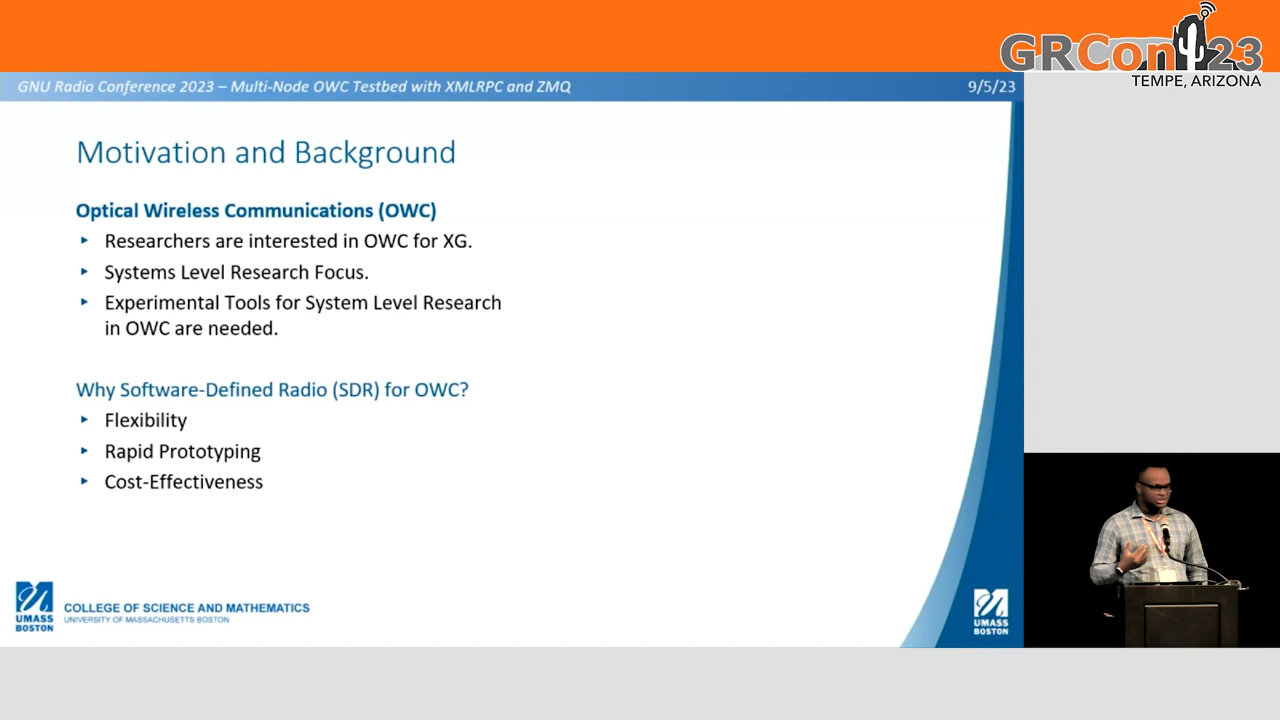 GRCon 23
TEMPE, ARIZONA
GNU Radio Conference 2023 – Multi-Node OWC Testbed with XMLRPC and ZMQ
9/5/23
Motivation and Background
Optical Wireless Communications (OWC)
Researchers are interested in OWC for XG.
Systems Level Research Focus.
Experimental Tools for System Level Research
in OWC are needed.
Why Software-Defined Radio (SDR) for OWC?
Flexibility
Rapid Prototyping
Cost-Effectiveness
UMASS
BOSTON
COLLEGE OF SCIENCE AND MATHEMATICS
UNIVERSITY OF MASSACHUSETTS BOSTON
UMASS
BOSTON